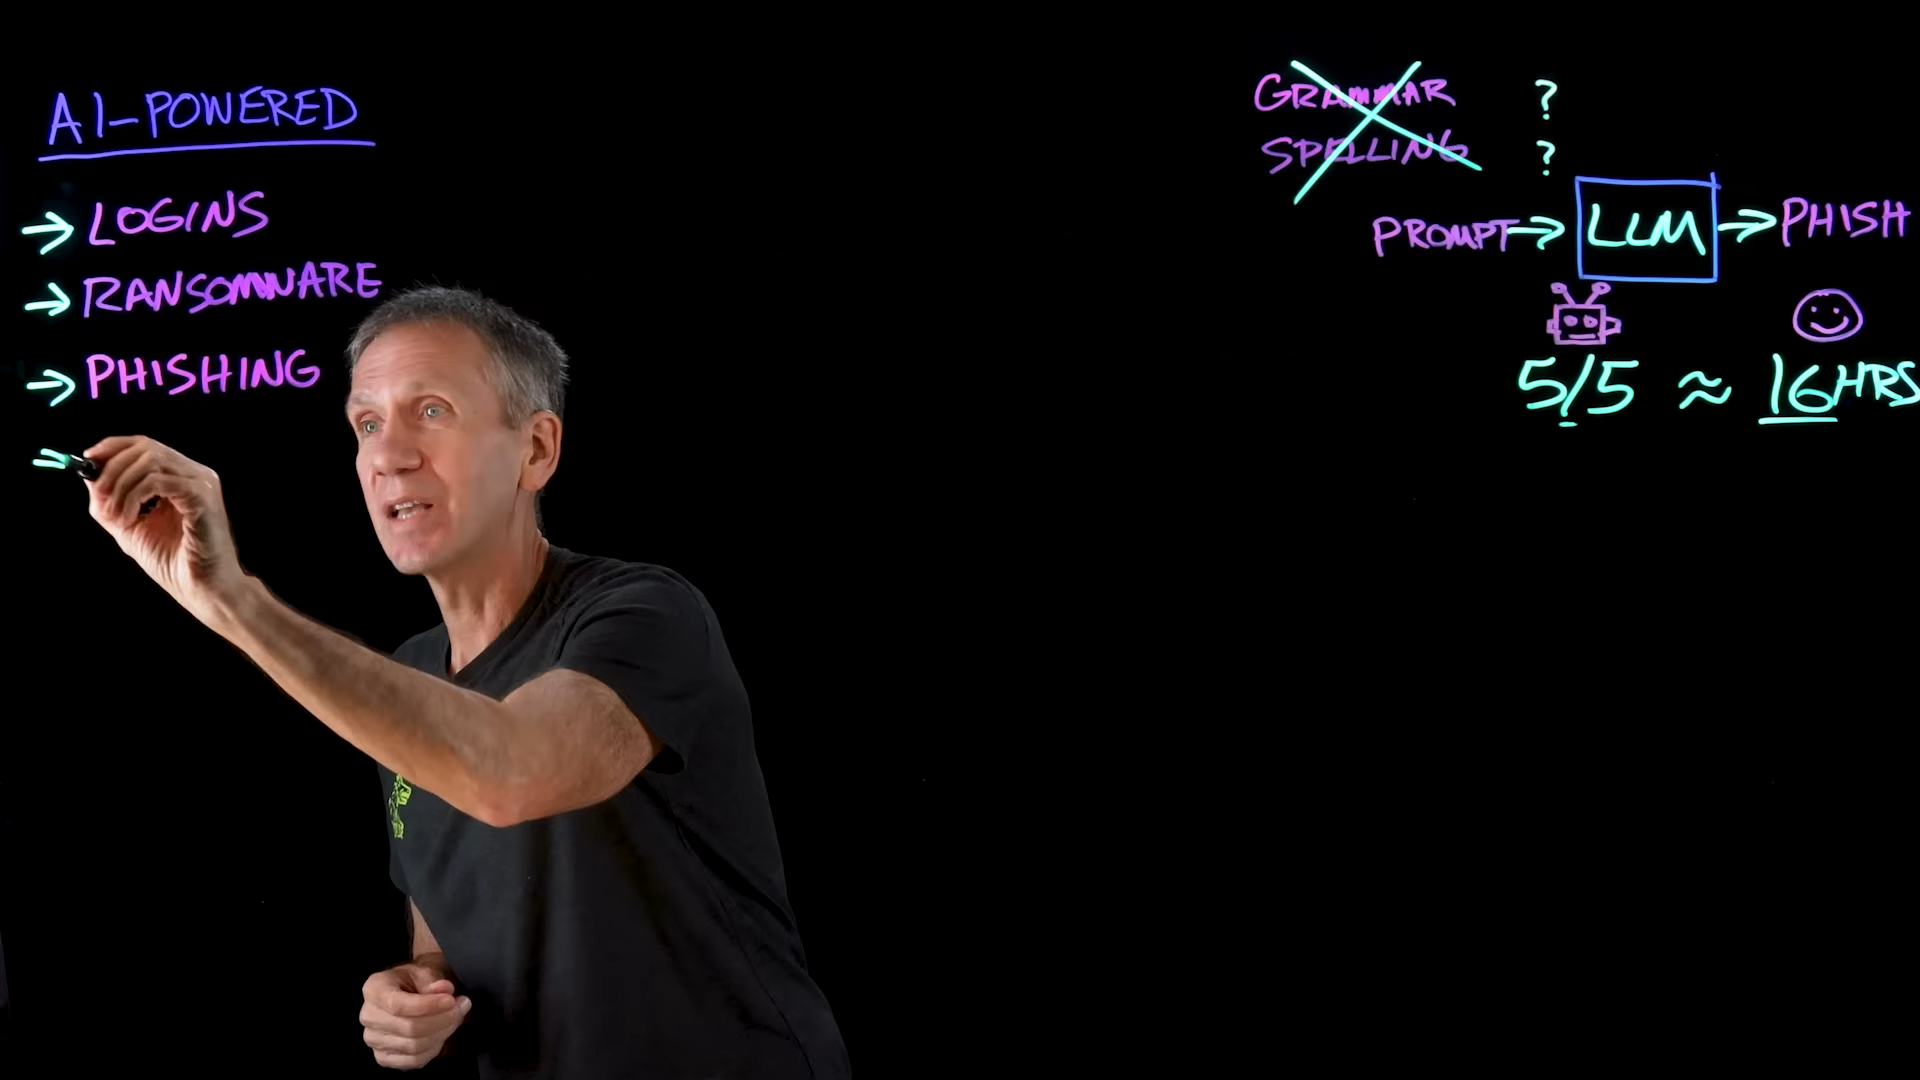 AI-POWERED
→ LOGINS
→ RANSOMWARE
→ PHISHING
GRAMMAR ?
SPELLING ?
PROMPT → LLM → PHISH
5/5 ≈ 16HRS